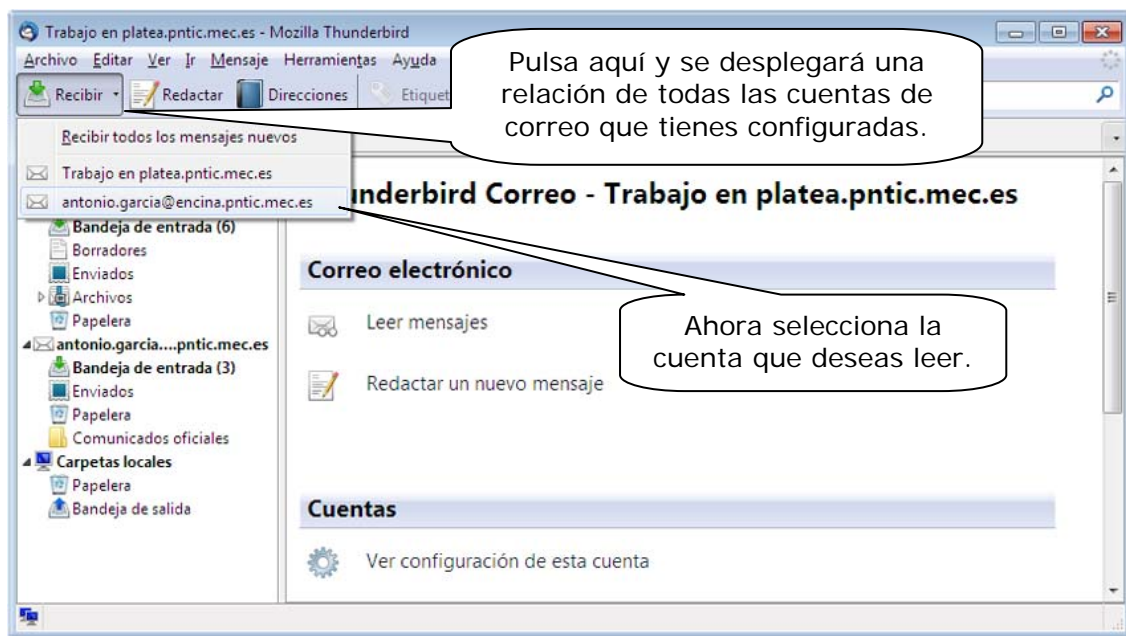 Trabajo en platea.pntic.mec.es - Mozilla Thunderbird
Archivo Editar Ver Ir Mensaje Herramientas Ayuda
Pulsa aquí y se desplegará una
relación de todas las cuentas de
correo que tienes configuradas.
Recibir Redactar Direcciones Etiquet
Recibir todos los mensajes nuevos
Trabajo en platea.pntic.mec.es
antonio.garcia@encina.pntic.mec.es
nderbird Correo - Trabajo en platea.pntic.mec.es
Bandeja de entrada (6)
Borradores
Enviados
Archivos
Papelera
antonio.garcia....pntic.mec.es
Bandeja de entrada (3)
Enviados
Papelera
Comunicados oficiales
Carpetas locales
Papelera
Bandeja de salida
Correo electrónico
Leer mensajes
Redactar un nuevo mensaje
Ahora selecciona la
cuenta que deseas leer.
Cuentas
Ver configuración de esta cuenta